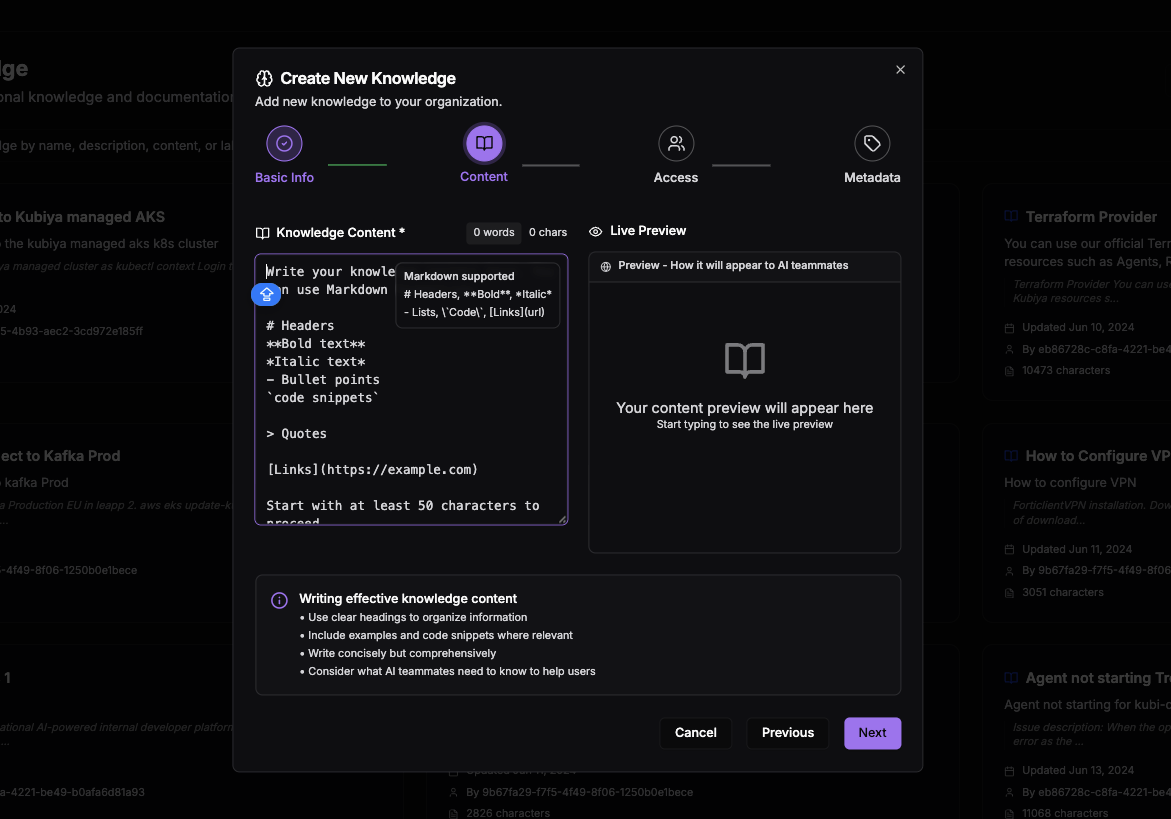 Create New Knowledge
Add new knowledge to your organization.
Basic Info
Content
Access
Metadata
Knowledge Content *
0 words
0 chars
Live Preview
Write your knowle
Markdown supported
# Headers, **Bold**, *Italic*
- Lists, \`Code\`, [Links](url)
use Markdown
# Headers
**Bold text**
*Italic text*
- Bullet points
`code snippets`
> Quotes
[Links](https://example.com)
Start with at least 50 characters to
proceed
Preview - How it will appear to AI teammates
Your content preview will appear here
Start typing to see the live preview
Writing effective knowledge content
• Use clear headings to organize information
• Include examples and code snippets where relevant
• Write concisely but comprehensively
• Consider what AI teammates need to know to help users
Cancel
Previous
Next
dge
onal knowledge and documentation
dge by name, description, content, or la
to Kubiya managed AKS
the kubiya managed aks k8s cluster
ya managed cluster as kubectl context Login t
024
5-4b93-aec2-3cd972e185ff
ect to Kafka Prod
kafka Prod
a Production EU in leapp 2. aws eks update-k
...
-4f49-8f06-1250b0e1bece
1
ational AI-powered internal developer platform
...
a-4221-be49-b0afa6d81a93
Updated Jun 11, 2024
By 9b67fa29-f7f5-4f49-8f06-1250b0e1bece
2826 characters
Terraform Provider
You can use our official Terr
resources such as Agents, R
Terraform Provider You can use
Kubiya resources s...
Updated Jun 10, 2024
By eb86728c-c8fa-4221-be4
10473 characters
How to Configure VP
How to configure VPN
ForticlientVPN installation. Dow
of download...
Updated Jun 11, 2024
By 9b67fa29-f7f5-4f49-8f06
3051 characters
Agent not starting Tr
Agent not starting for kubi-c
Issue description: When the op
error as the ...
Updated Jun 13, 2024
By eb86728c-c8fa-4221-be4
11068 characters